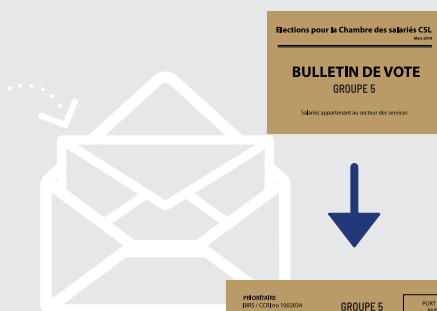 Elections pour la Chambre des salariés CSL
Mars 2019
BULLETIN DE VOTE
GROUPE 5
Salariés appartenant au secteur des services
PRIORITAIRE
IBRS / CCRI no 1002834
GROUPE 5
PORT